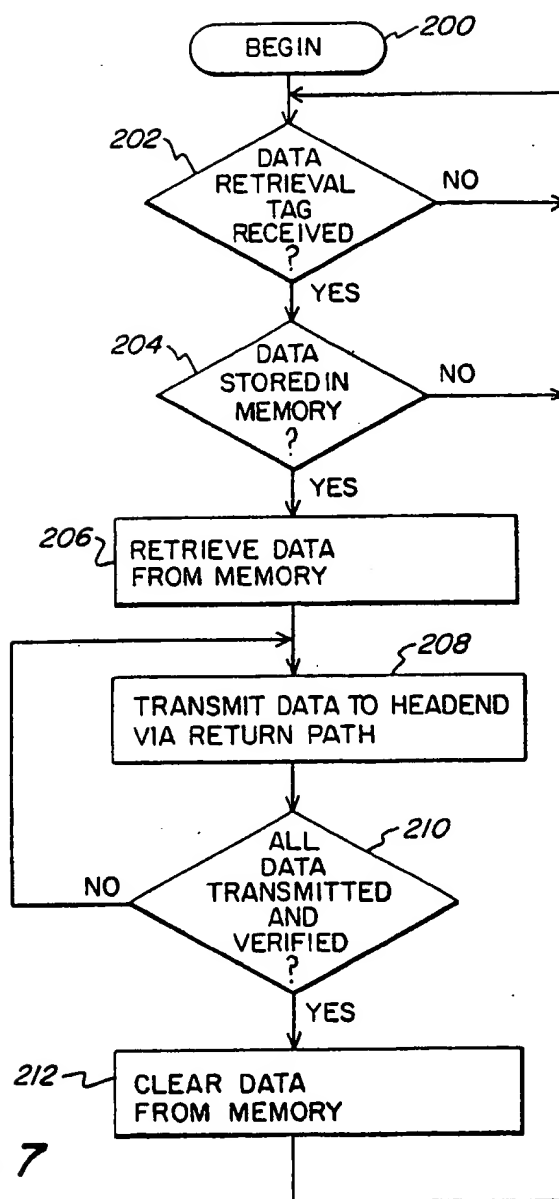 BEGIN
200
202
DATA
RETRIEVAL
TAG
RECEIVED
?
NO
YES
204
DATA
STORED IN
MEMORY
?
NO
YES
206
RETRIEVE DATA
FROM MEMORY
208
TRANSMIT DATA TO HEADEND
VIA RETURN PATH
210
ALL
DATA
TRANSMITTED
AND
VERIFIED
?
NO
YES
212
CLEAR DATA
FROM MEMORY
7